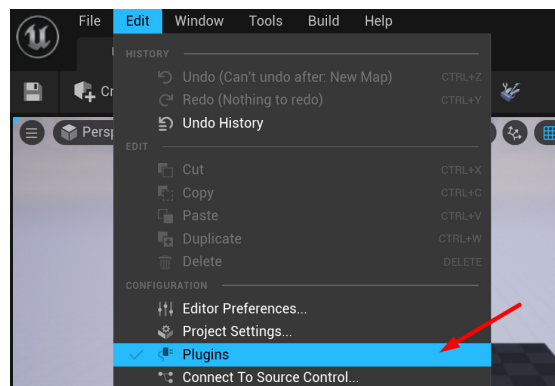 File Edit Window Tools Build Help
HISTORY
Undo (Can't undo after: New Map) CTRL+Z
Redo (Nothing to redo) CTRL+Y
Undo History
EDIT
Cut CTRL+X
Copy CTRL+C
Paste CTRL+V
Duplicate CTRL+W
Delete DELETE
CONFIGURATION
Editor Preferences...
Project Settings...
Plugins
Connect To Source Control...